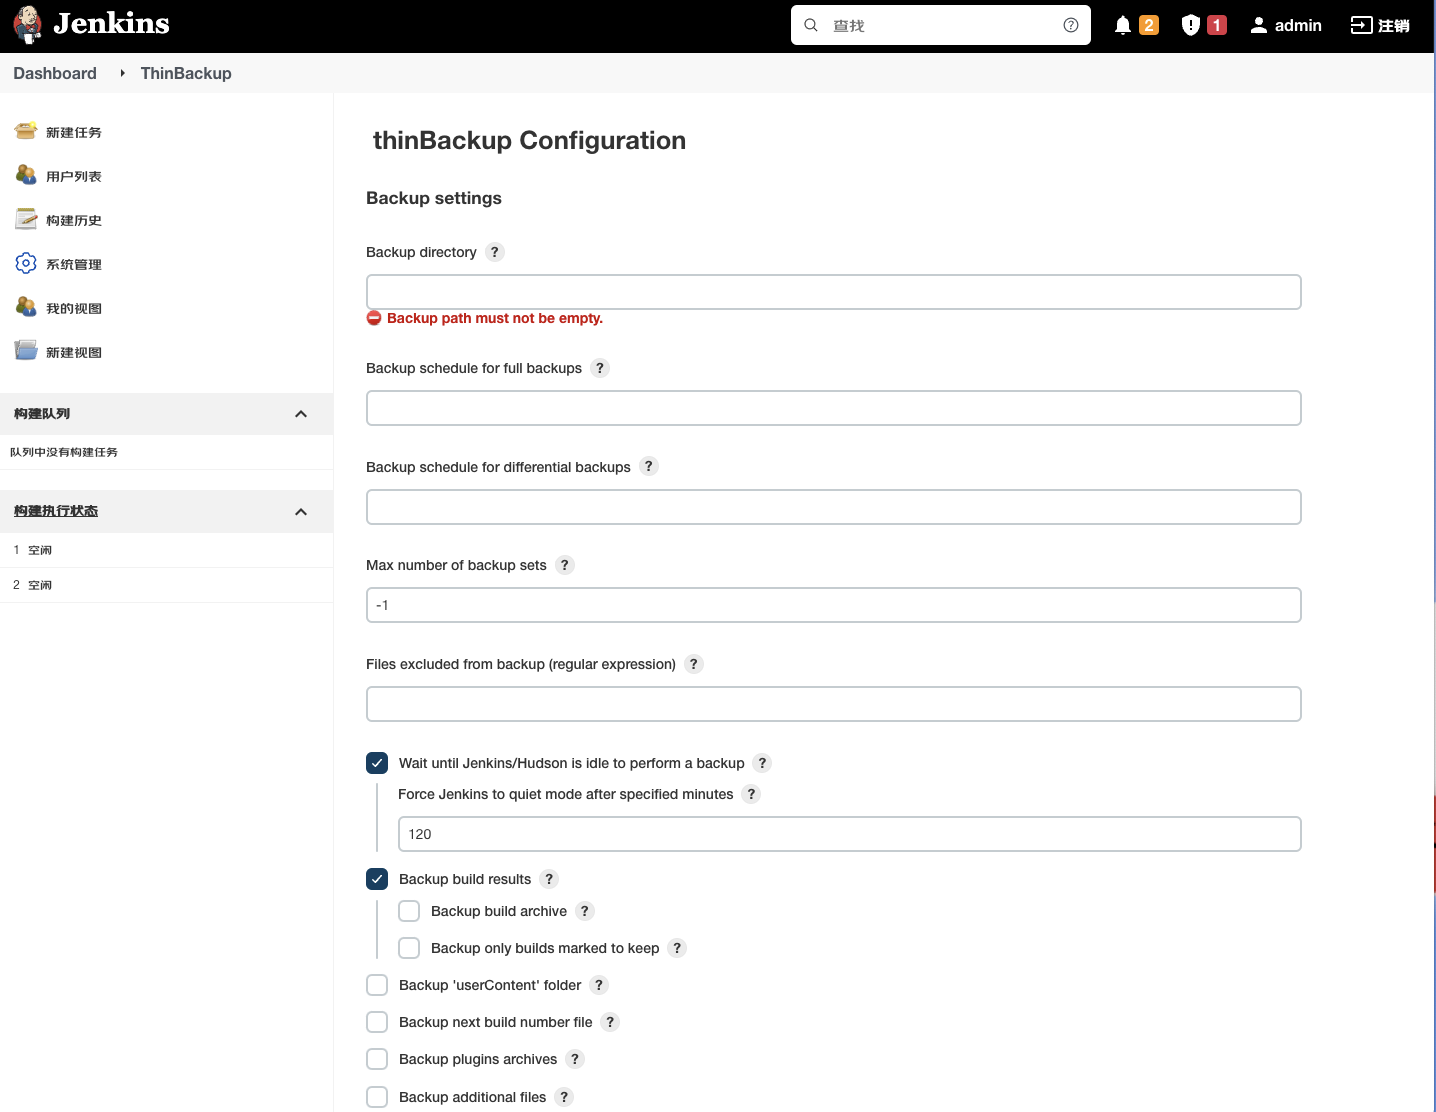 Jenkins
查找
2
1
admin
注销
Dashboard
ThinBackup
新建任务
用户列表
构建历史
系统管理
我的视图
新建视图
构建队列
队列中没有构建任务
构建执行状态
1 空闲
2 空闲
thinBackup Configuration
Backup settings
Backup directory ?
Backup path must not be empty.
Backup schedule for full backups ?
Backup schedule for differential backups ?
Max number of backup sets ?
-1
Files excluded from backup (regular expression) ?
Wait until Jenkins/Hudson is idle to perform a backup ?
Force Jenkins to quiet mode after specified minutes ?
120
Backup build results ?
Backup build archive ?
Backup only builds marked to keep ?
Backup 'userContent' folder ?
Backup next build number file ?
Backup plugins archives ?
Backup additional files ?